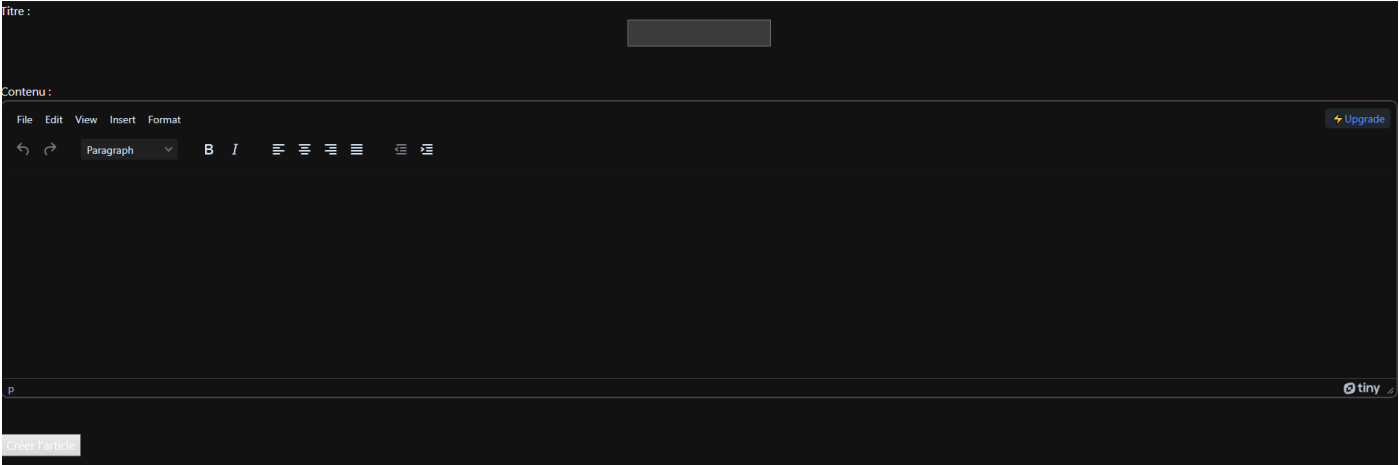 Titre :
Contenu :
File Edit View Insert Format
⚡Upgrade
Paragraph B I
p
tiny
Créer l'article